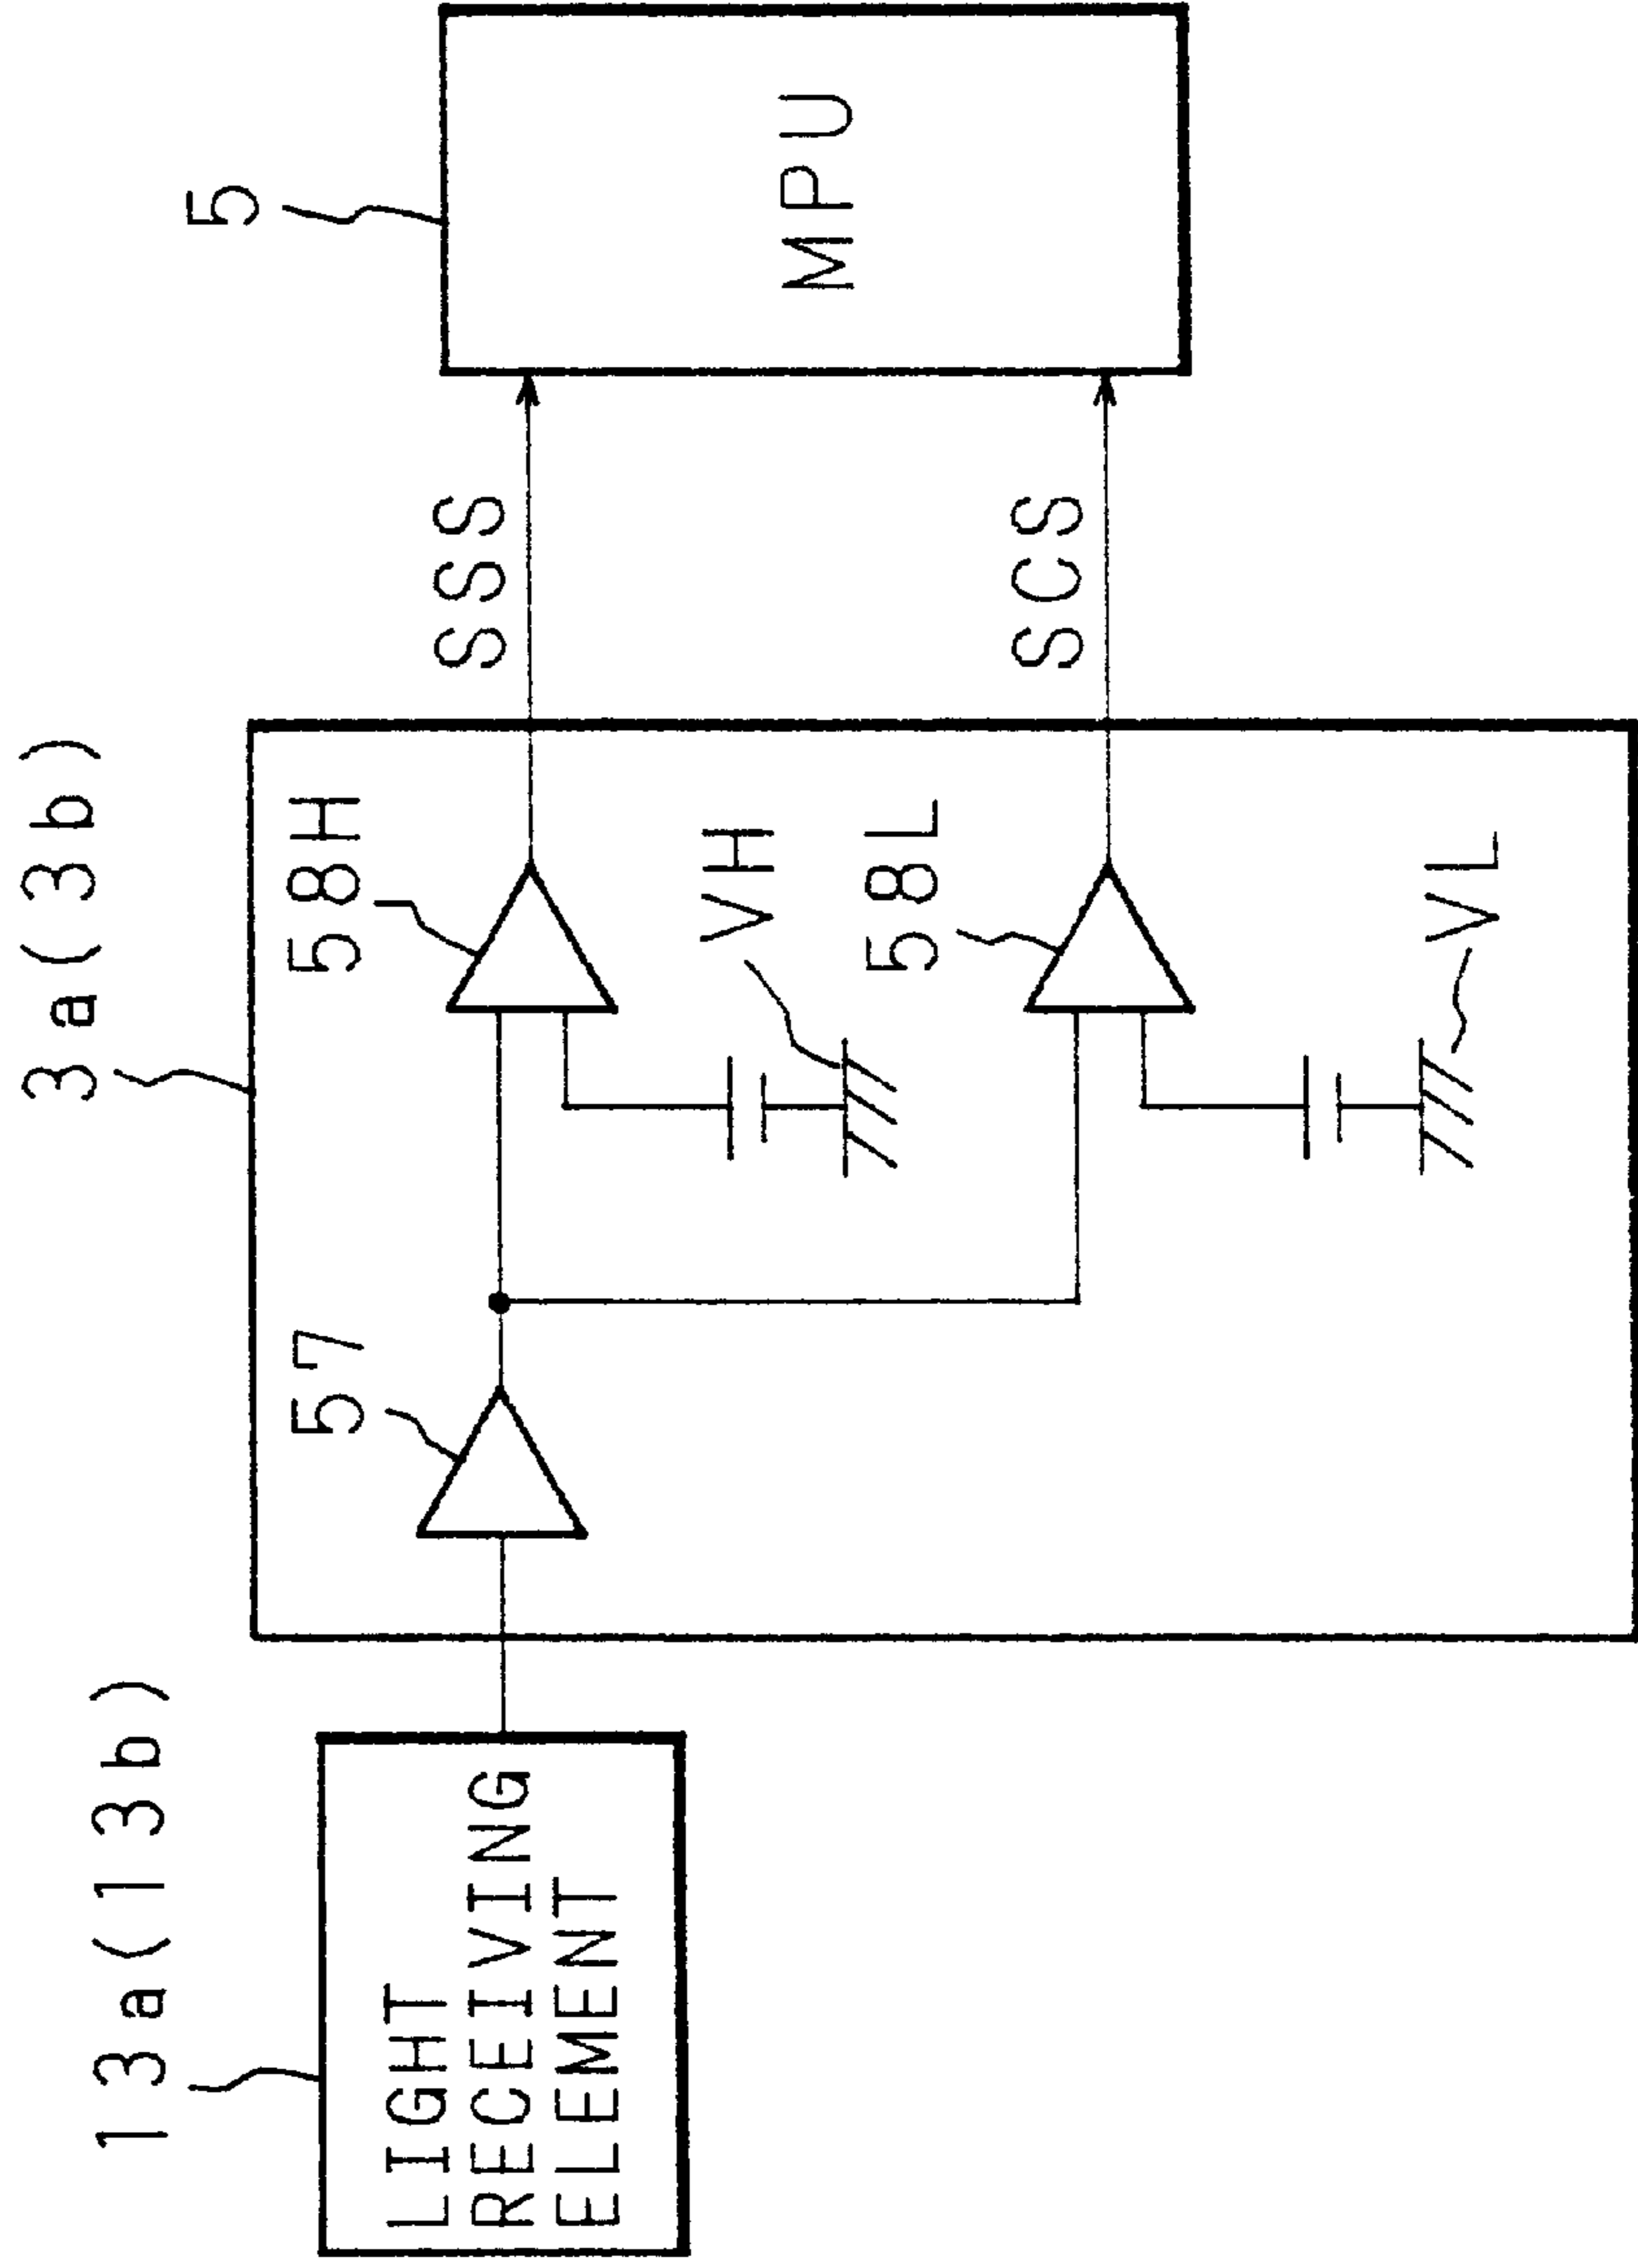 13a(13b)
LIGHT
RECEIVING
ELEMENT
3a(3b)
57
58H
VH
58L
VL
SSS
SCS
5
MPU